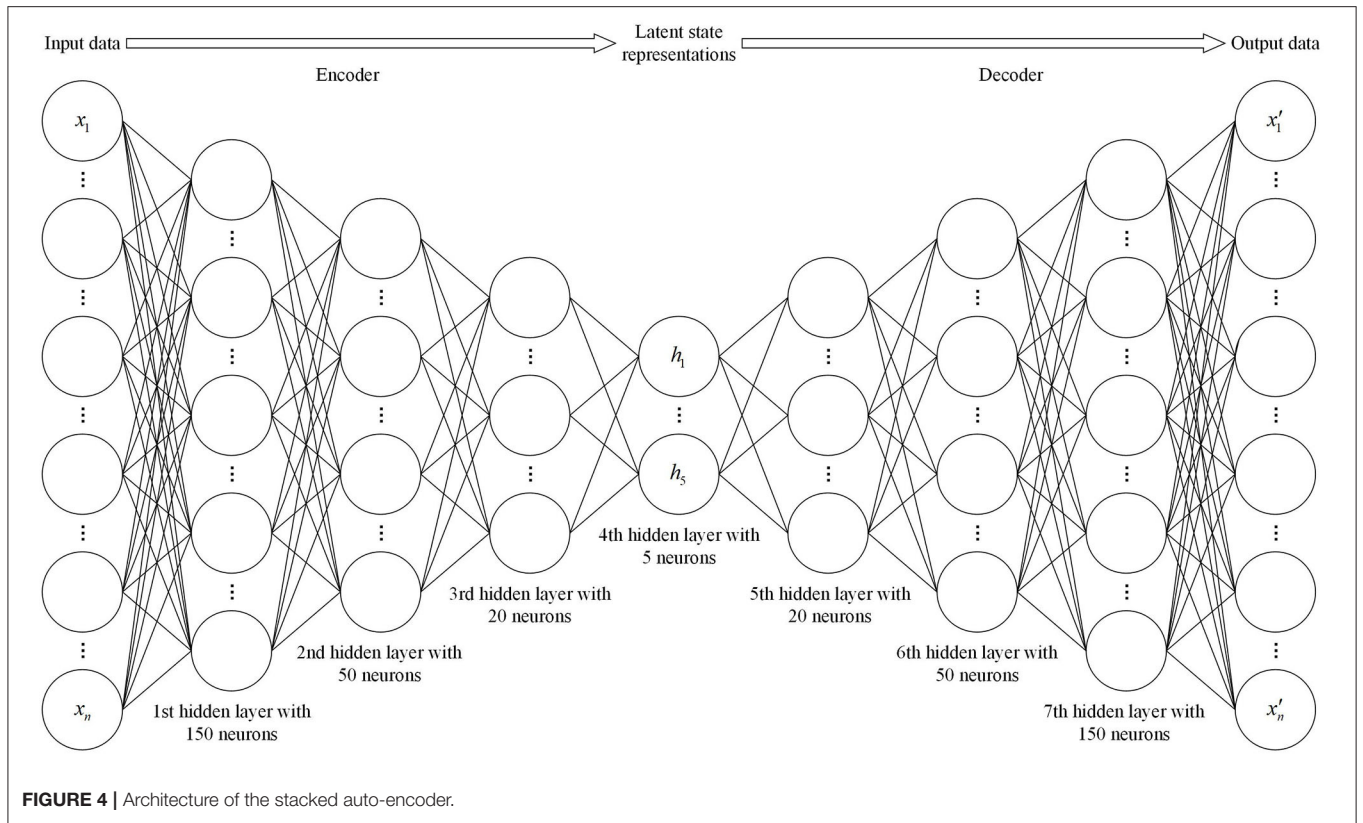 Input data
Latent state
representations
Output data
Encoder
Decoder
x₁
x′₁
h₁
h₅
xₙ
x′ₙ
4th hidden layer with
5 neurons
3rd hidden layer with
20 neurons
5th hidden layer with
20 neurons
2nd hidden layer with
50 neurons
6th hidden layer with
50 neurons
1st hidden layer with
150 neurons
7th hidden layer with
150 neurons
FIGURE 4 | Architecture of the stacked auto-encoder.